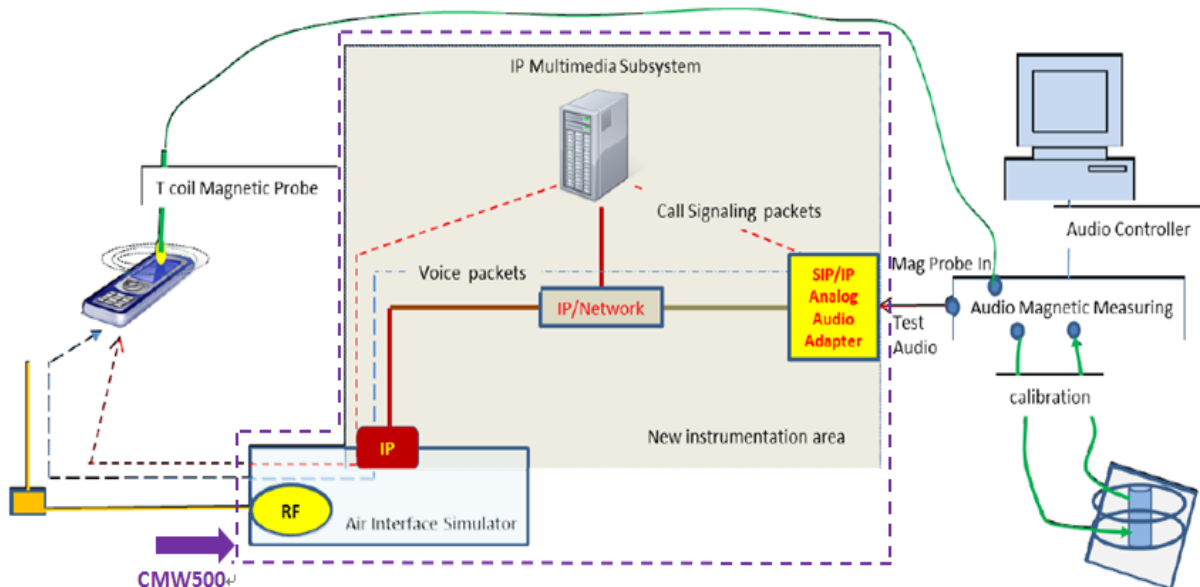 IP Multimedia Subsystem
T coil Magnetic Probe
Call Signaling packets
Audio Controller
Mag Probe In
Voice packets
SIP/IP
Analog
Audio
Adapter
IP/Network
Test
Audio
Audio Magnetic Measuring
calibration
New instrumentation area
IP
RF
Air Interface Simulator
CMW500